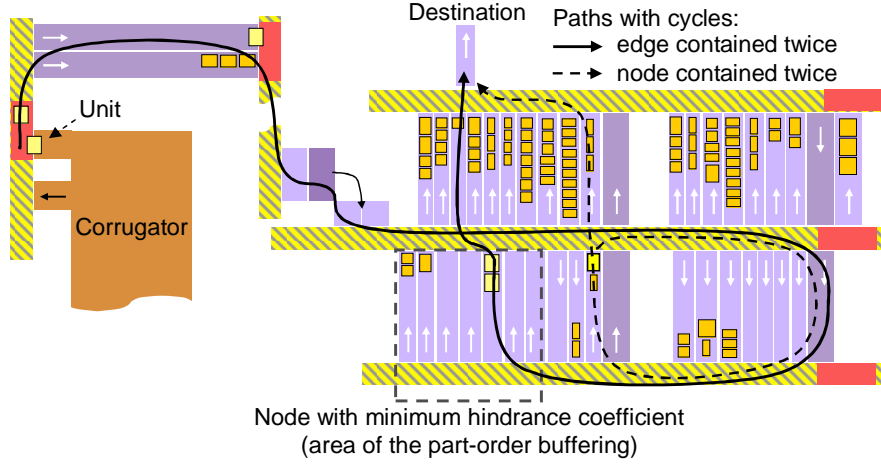 Destination
Paths with cycles:
edge contained twice
node contained twice
Unit
Corrugator
Node with minimum hindrance coefficient
(area of the part-order buffering)